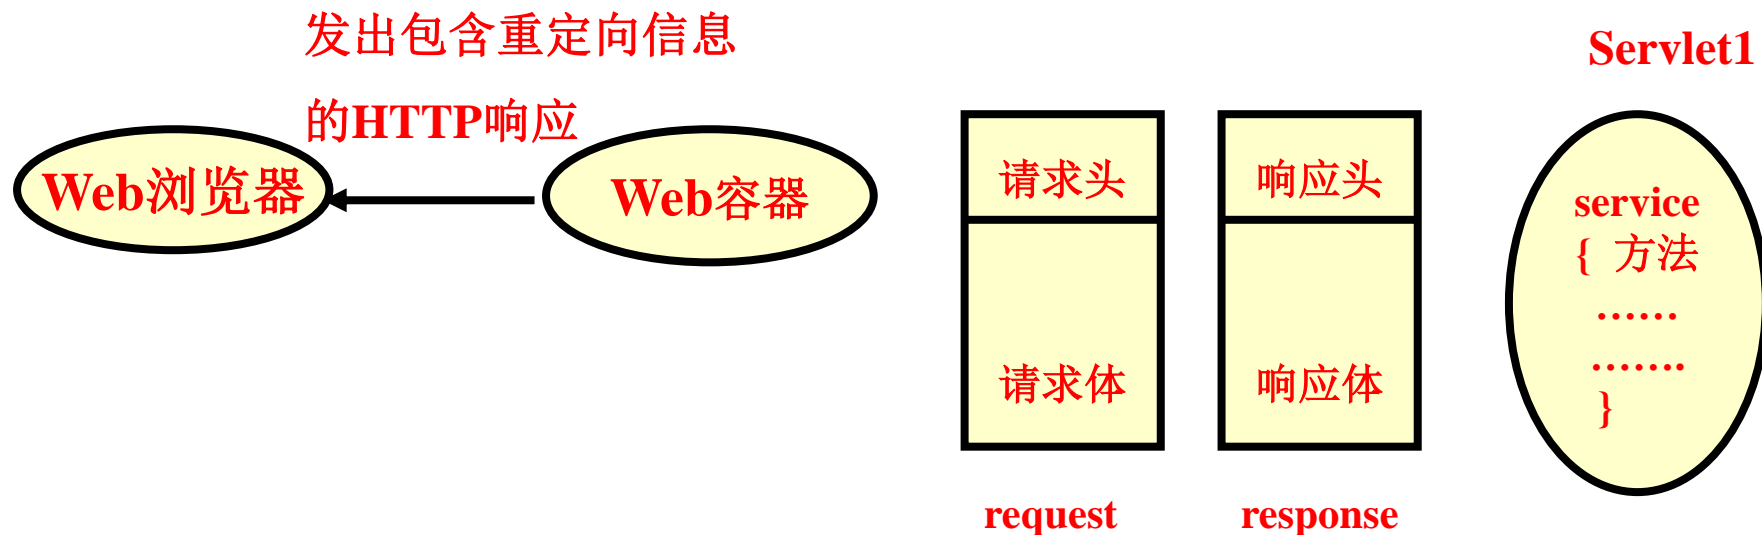 发出包含重定向信息
的HTTP响应
Web浏览器
Web容器
请求头
请求体
request
响应头
响应体
response
Servlet1
service
{ 方法
……
…….
}